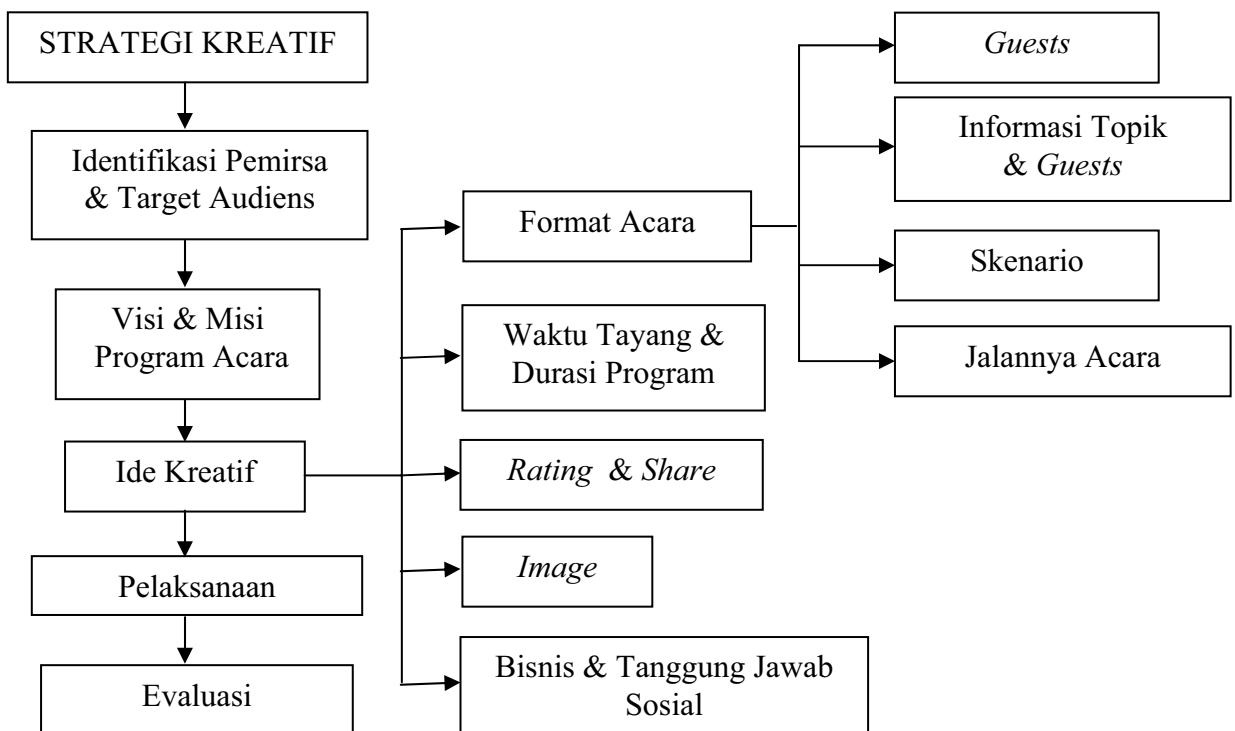 STRATEGI KREATIF
Identifikasi Pemirsa
& Target Audiens
Visi & Misi
Program Acara
Ide Kreatif
Pelaksanaan
Evaluasi
Format Acara
Waktu Tayang &
Durasi Program
Rating & Share
Image
Bisnis & Tanggung Jawab
Sosial
Guests
Informasi Topik
& Guests
Skenario
Jalannya Acara